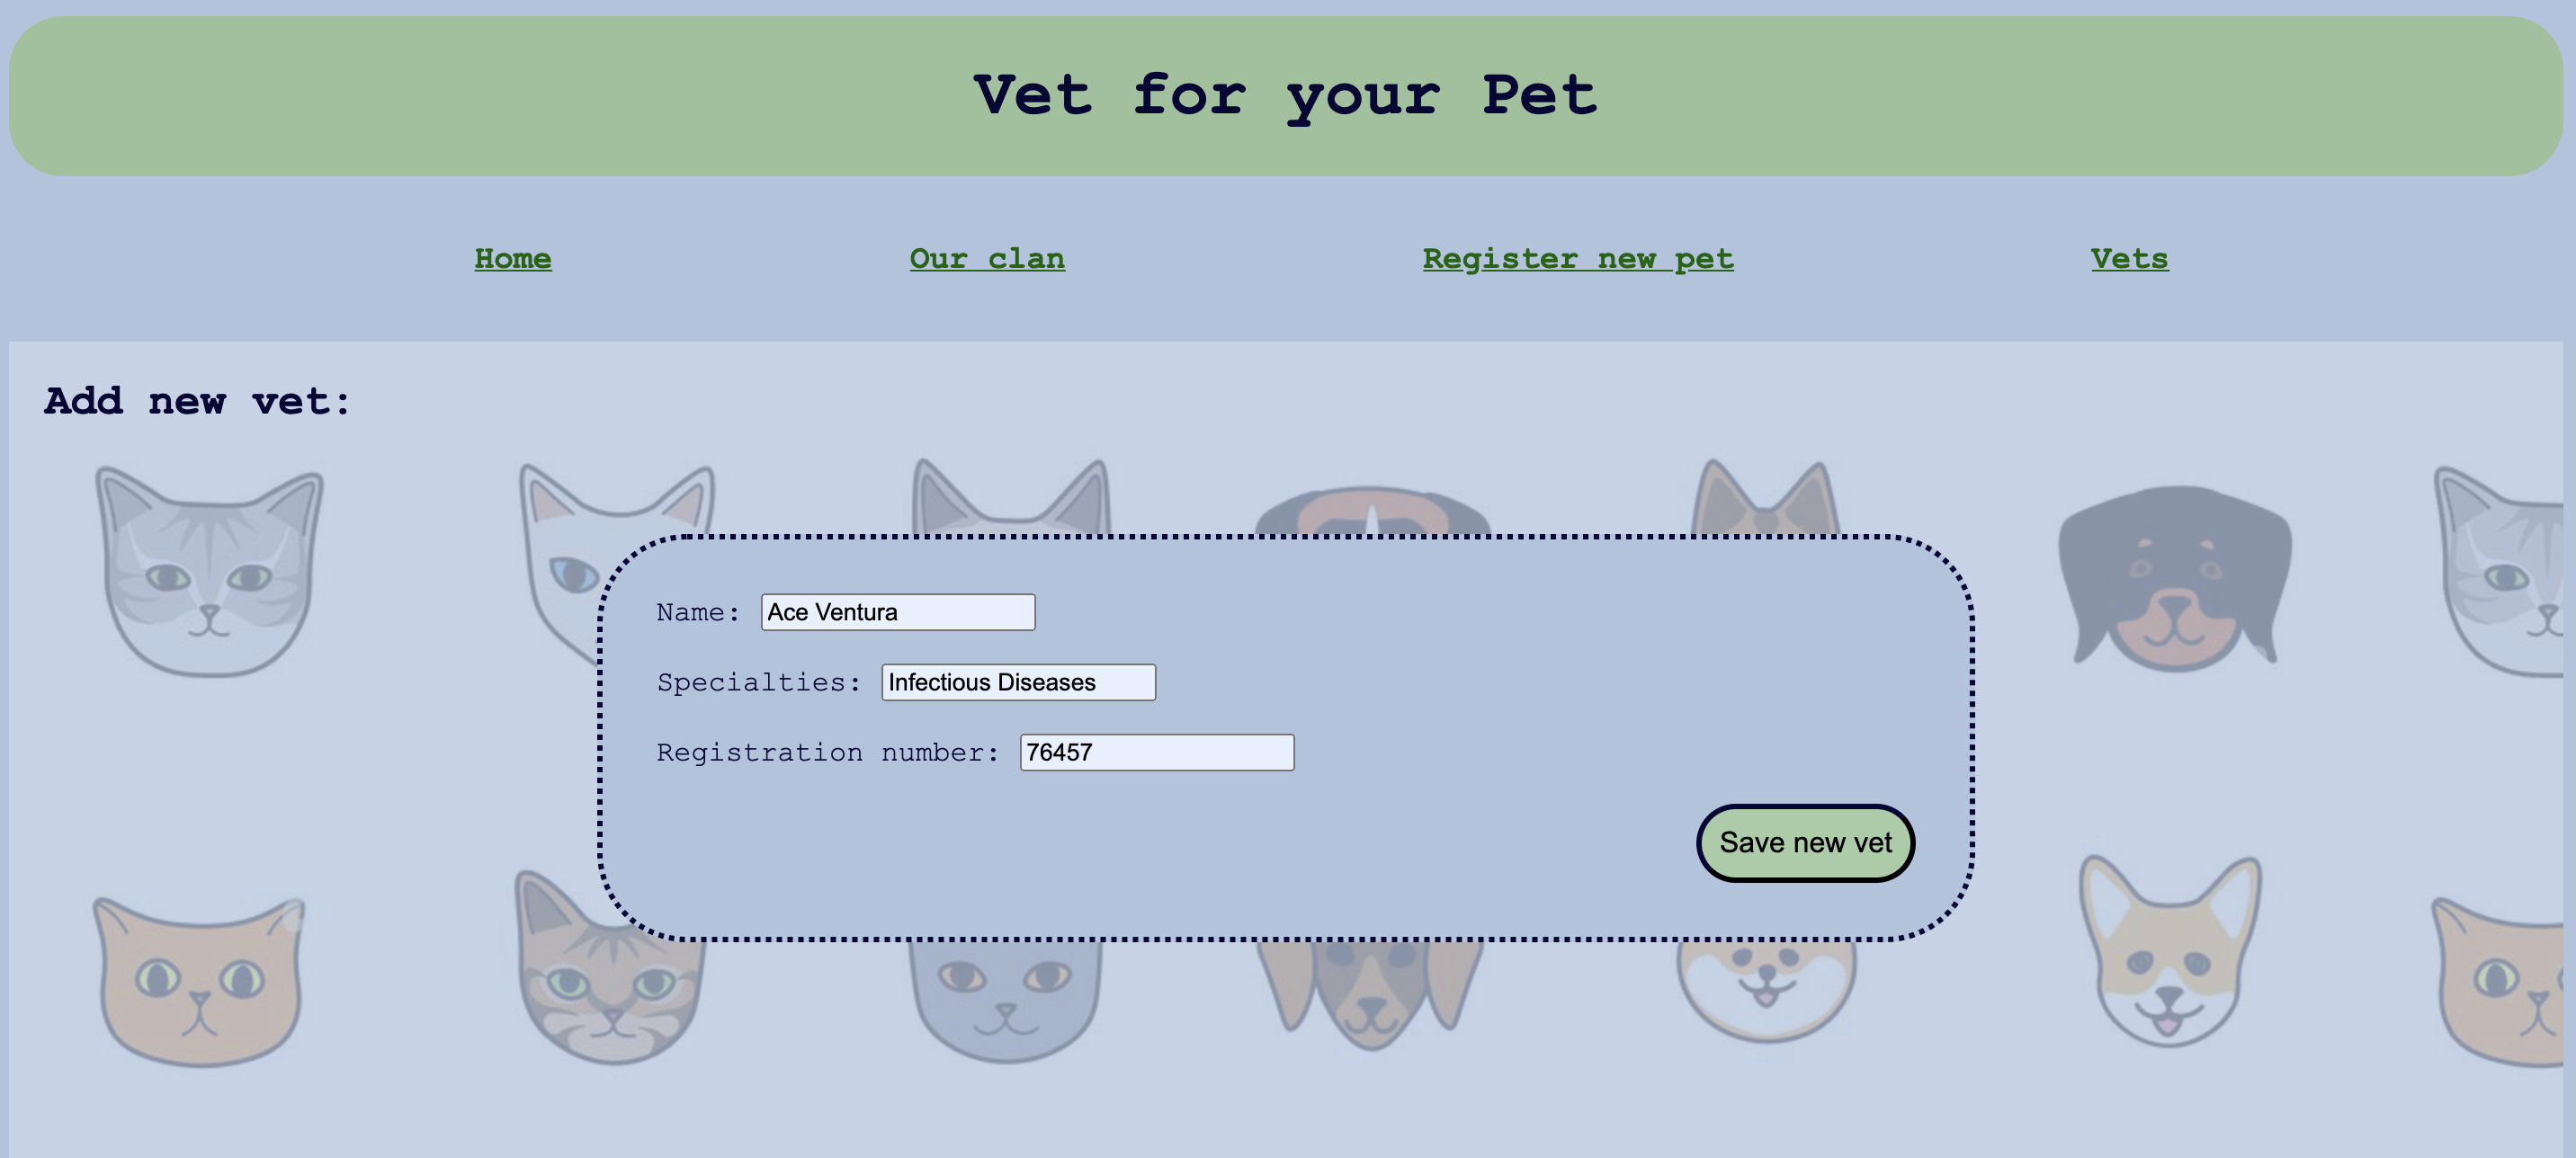 Vet for your Pet
Home Our clan Register new pet Vets
Add new vet:
Name: Ace Ventura
Specialties: Infectious Diseases
Registration number: 76457
Save new vet